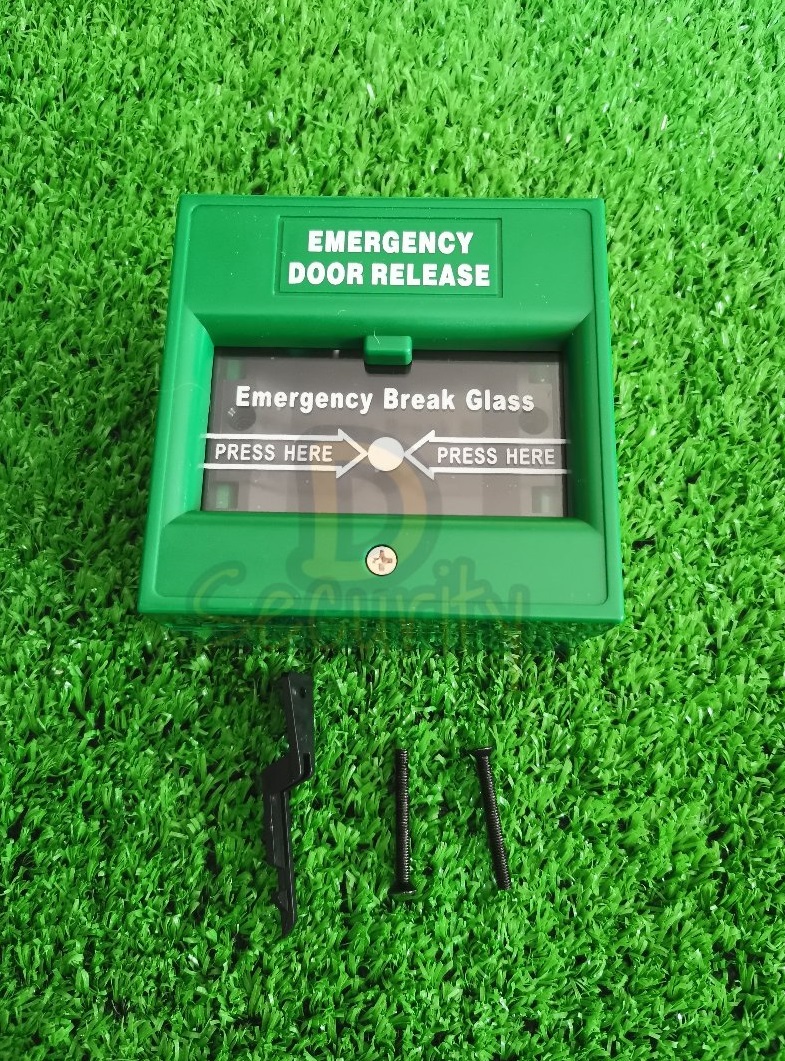 EMERGENCY
DOOR RELEASE
Emergency Break Glass
PRESS HERE PRESS HERE
D
Security